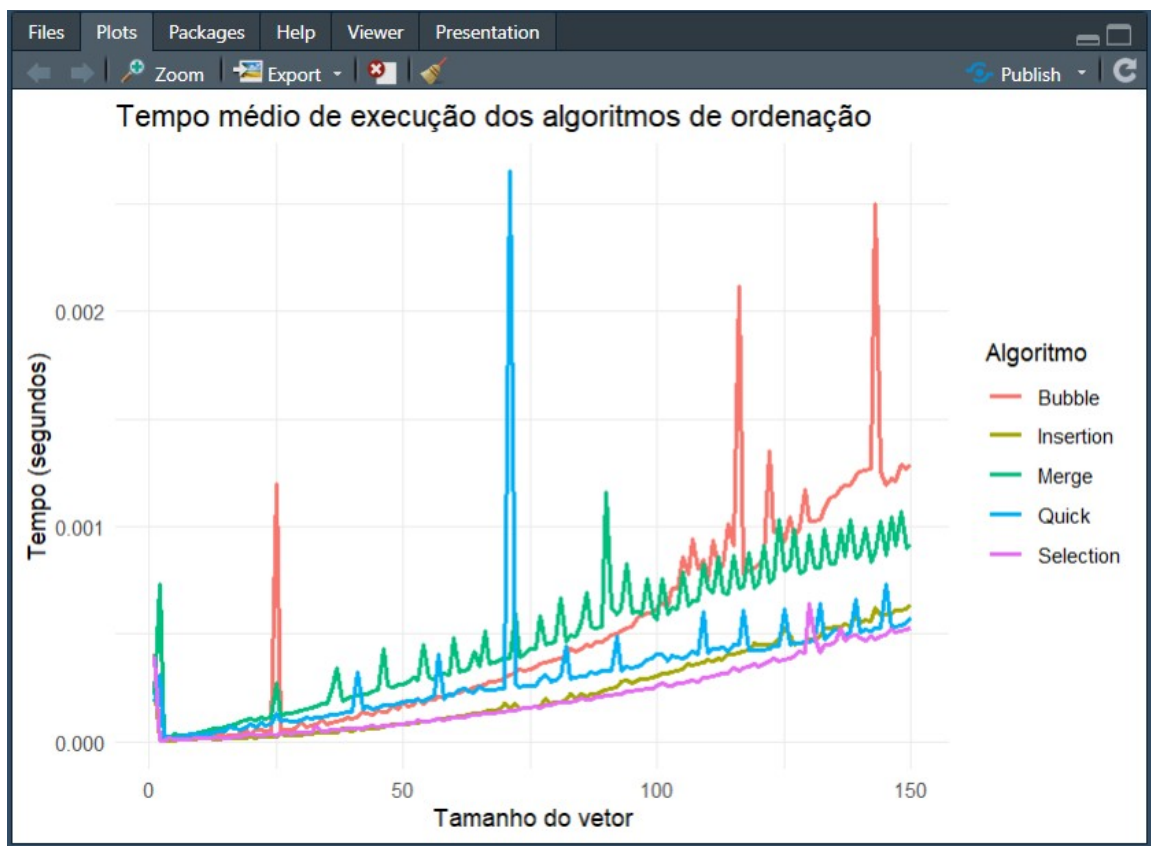 Files Plots Packages Help Viewer Presentation
Zoom Export Publish
Tempo médio de execução dos algoritmos de ordenação
Tempo (segundos)
0.002
0.001
0.000
0 50 100 150
Tamanho do vetor
Algoritmo
Bubble
Insertion
Merge
Quick
Selection